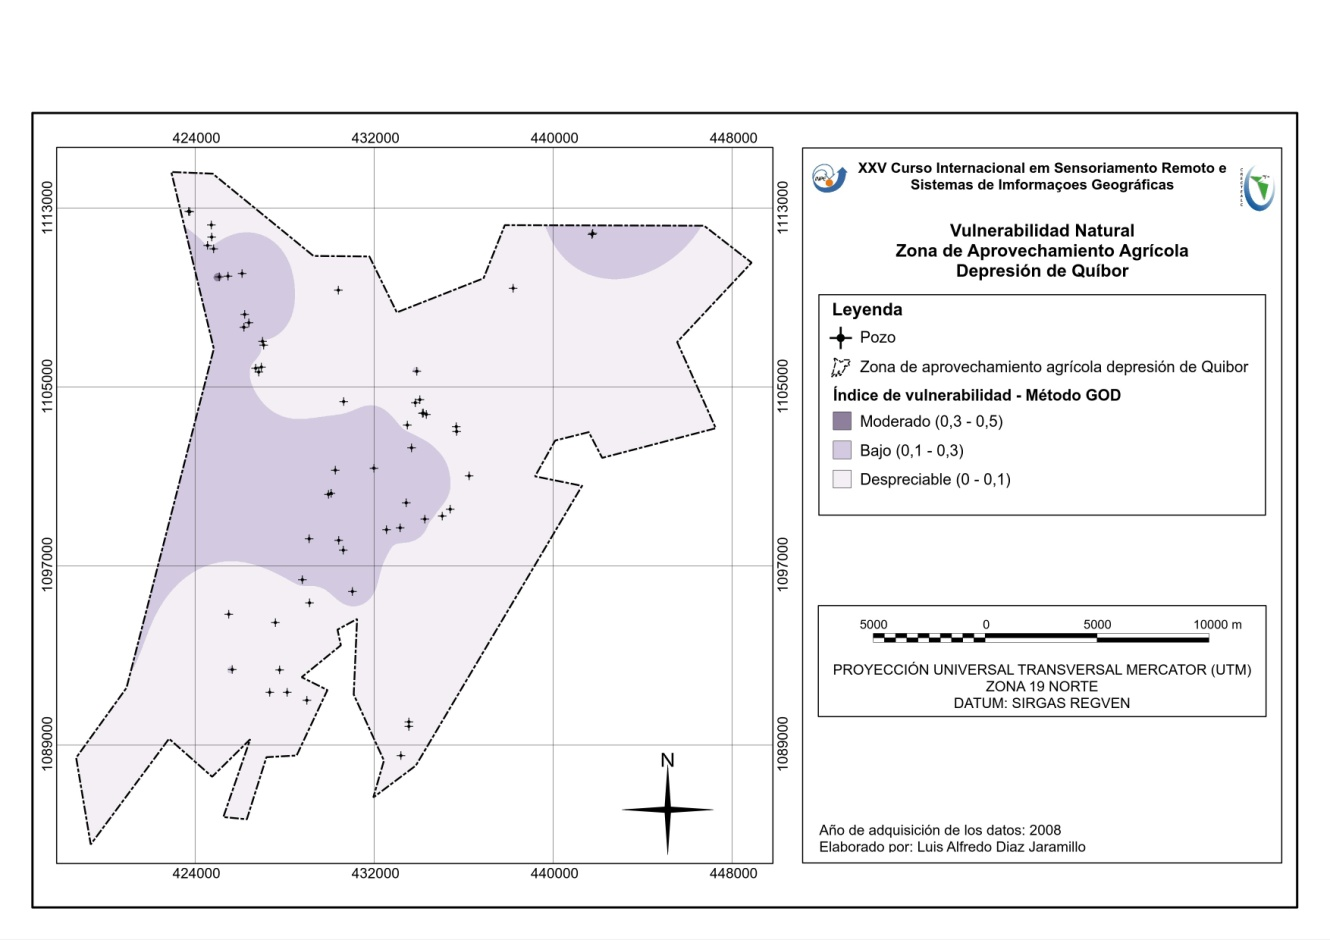 424000 432000 440000 448000
1113000 1113000
1105000 1105000
1097000 1097000
1089000 1089000
424000 432000 440000 448000
N
XXV Curso Internacional em Sensoriamento Remoto e
Sistemas de Imformaçoes Geográficas
Vulnerabilidad Natural
Zona de Aprovechamiento Agrícola
Depresión de Quíbor
Leyenda
Pozo
Zona de aprovechamiento agrícola depresión de Quibor
Índice de vulnerabilidad - Método GOD
Moderado (0,3 - 0,5)
Bajo (0,1 - 0,3)
Despreciable (0 - 0,1)
5000 0 5000 10000 m
PROYECCIÓN UNIVERSAL TRANSVERSAL MERCATOR (UTM)
ZONA 19 NORTE
DATUM: SIRGAS REGVEN
Año de adquisición de los datos: 2008
Elaborado por: Luis Alfredo Diaz Jaramillo